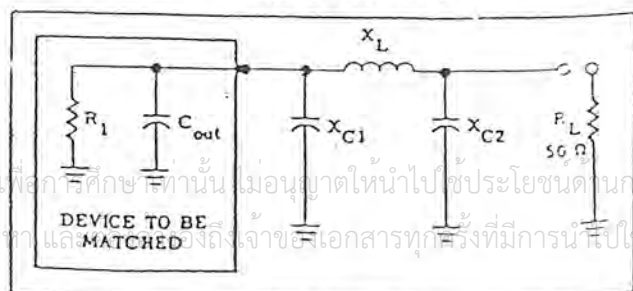 X_L
R_1
C_out
X_C1
X_C2
R_L
50 Ω
เพื่อการศึกษาเท่านั้น ไม่อนุญาตให้นำไปใช้ประโยชน์ด้านก
DEVICE TO BE
MATCHED
หา และ องถึงเจ้าของเอกสารทุกครั้งที่มีการนำไปใ